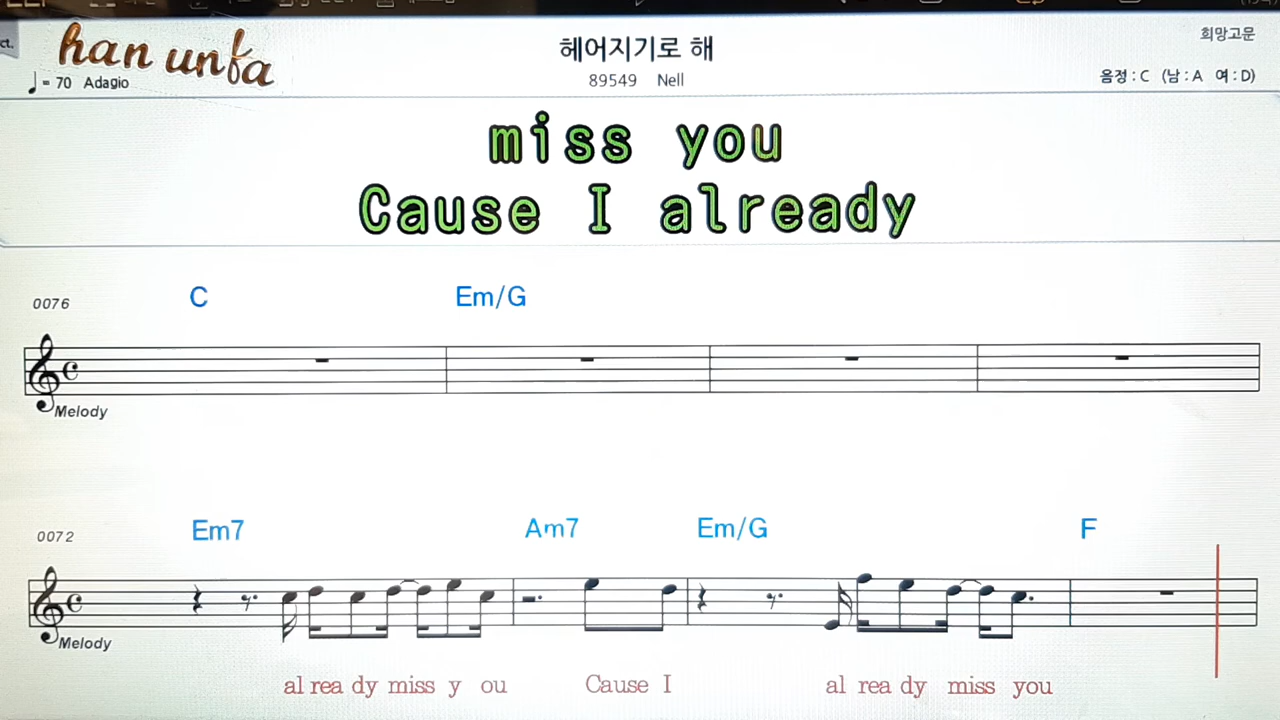 ct.
han unfa
♩ = 70 Adagio
헤어지기로 해
89549 Nell
희망고문
음정 : C (남 : A 여 : D)
miss you
Cause I already
0076
C Em/G
Melody
0072
Em7 Am7 Em/G F
Melody
al rea dy miss y ou Cause I al rea dy miss you